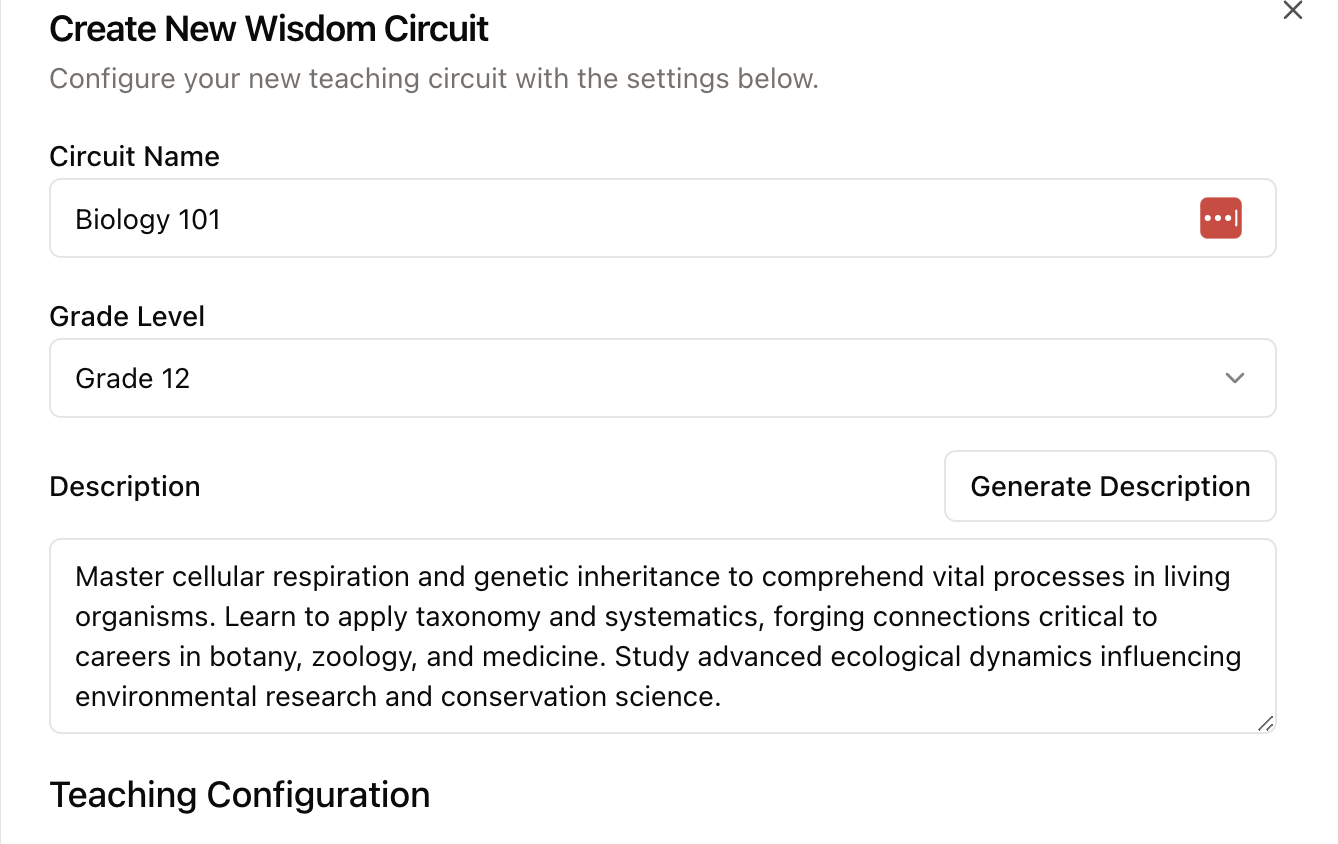 Create New Wisdom Circuit
Configure your new teaching circuit with the settings below.
Circuit Name
Biology 101
Grade Level
Grade 12
Description
Generate Description
Master cellular respiration and genetic inheritance to comprehend vital processes in living
organisms. Learn to apply taxonomy and systematics, forging connections critical to
careers in botany, zoology, and medicine. Study advanced ecological dynamics influencing
environmental research and conservation science.
Teaching Configuration